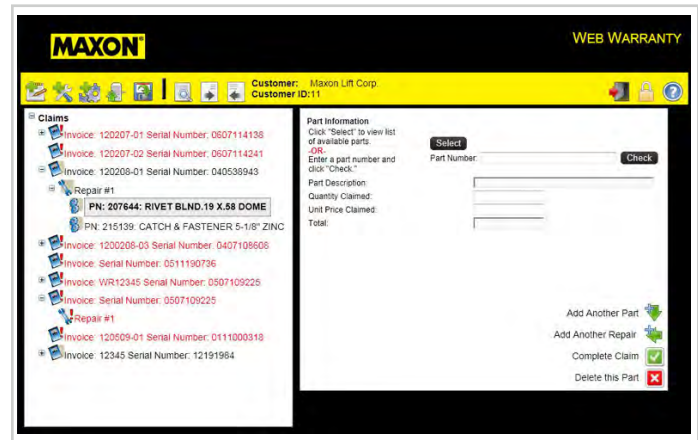 MAXON
WEB WARRANTY
Customer: Maxon Lift Corp.
Customer ID:11
Claims
Invoice: 120207-01 Serial Number: 0607114138
Invoice: 120207-02 Serial Number: 0607114241
Invoice: 120208-01 Serial Number: 040538943
Repair #1
PN: 207644: RIVET BLND.19 X.58 DOME
PN: 215139: CATCH & FASTENER 5-1/8" ZINC
Invoice: 1200208-03 Serial Number: 0407108608
Invoice: Serial Number: 0511190736
Invoice: WR12345 Serial Number: 0507109225
Invoice: Serial Number: 0507109225
Repair #1
Invoice: 120509-01 Serial Number: 0111000318
Invoice: 12345 Serial Number: 12191984
Part Information
Click "Select" to view list
of available parts.
-OR-
Enter a part number and
click "Check."
Select
Part Number:
Check
Part Description:
Quantity Claimed:
Unit Price Claimed:
Total:
Add Another Part
Add Another Repair
Complete Claim
Delete this Part